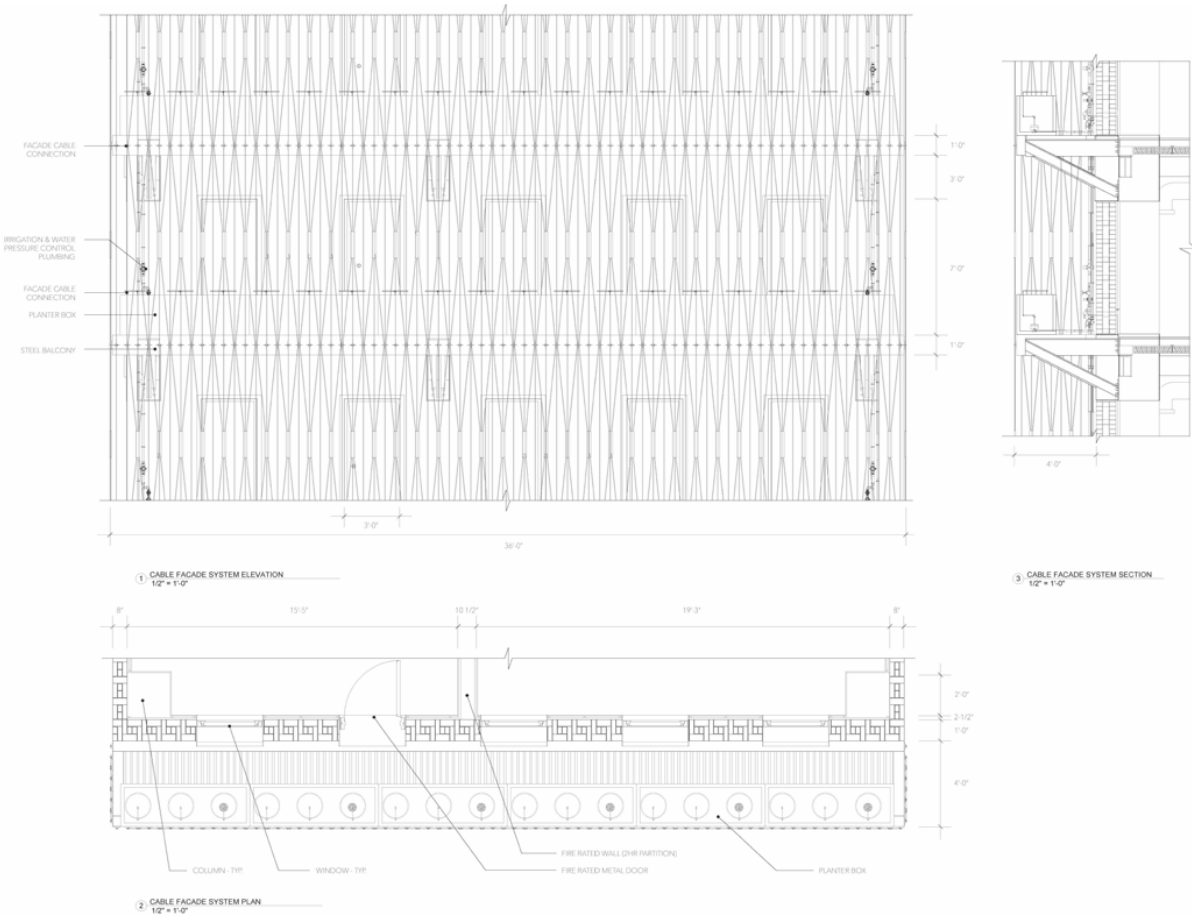 FACADE CABLE
CONNECTION
IRRIGATION & WATER
PRESSURE CONTROL
PLUMBING
FACADE CABLE
CONNECTION
PLANTER BOX
STEEL BALCONY
1'-0"
3'-0"
7'-0"
1'-0"
3'-0"
36'-0"
4'-0"
1 CABLE FACADE SYSTEM ELEVATION
1/2" = 1'-0"
3 CABLE FACADE SYSTEM SECTION
1/2" = 1'-0"
8"
15'-5"
10 1/2"
19'-3"
8"
2'-0"
2-1/2"
1'-0"
4'-0"
FIRE RATED WALL (2HR PARTITION)
COLUMN - TYP.
WINDOW - TYP.
FIRE RATED METAL DOOR
PLANTER BOX
2 CABLE FACADE SYSTEM PLAN
1/2" = 1'-0"